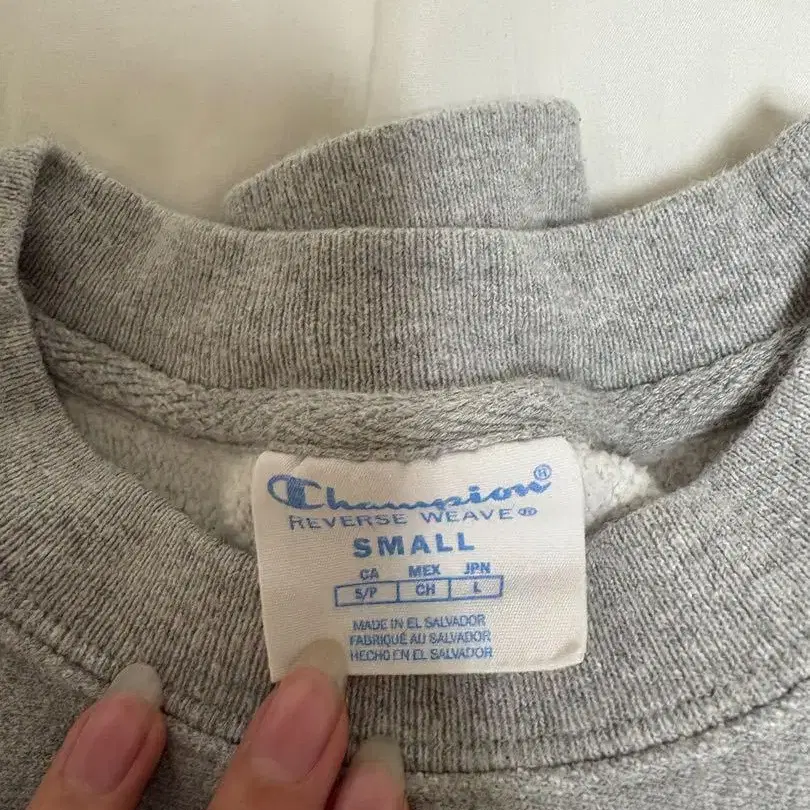 Champion®
REVERSE WEAVE®
SMALL
CA MEX JPN
S/P CH L
MADE IN EL SALVADOR
FABRIQUÉ AU SALVADOR
HECHO EN EL SALVADOR